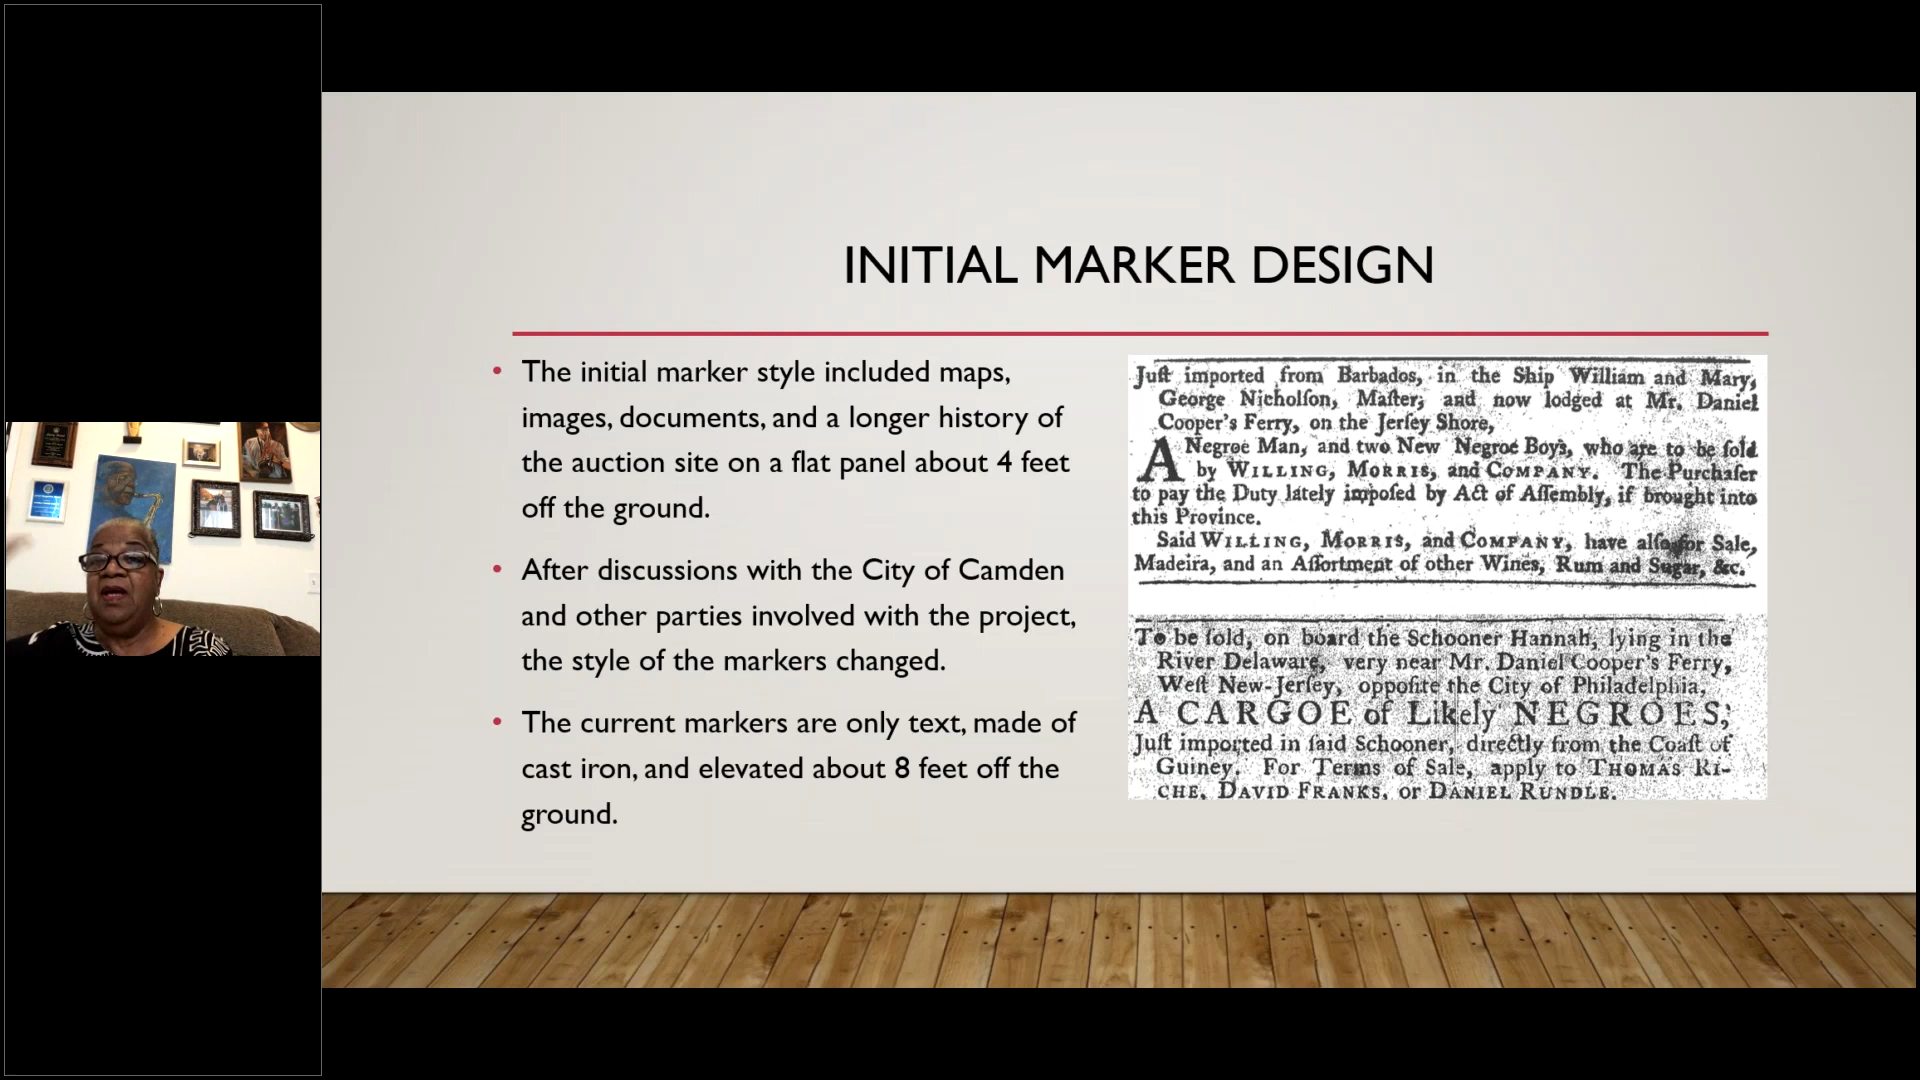 INITIAL MARKER DESIGN
• The initial marker style included maps,
images, documents, and a longer history of
the auction site on a flat panel about 4 feet
off the ground.
• After discussions with the City of Camden
and other parties involved with the project,
the style of the markers changed.
• The current markers are only text, made of
cast iron, and elevated about 8 feet off the
ground.
Juſt imported from Barbados, in the Ship William and Mary,
George Nicholſon, Maſter; and now lodged at Mr. Daniel
Cooper's Ferry, on the Jerſey Shore,
A Negroe Man, and two New Negroe Boys, who are to be ſold
by WILLING, MORRIS, and COMPANY. The Purchaſer
to pay the Duty lately impoſed by Act of Aſſembly, if brought into
this Province.
Said WILLING, MORRIS, and COMPANY, have alſo for Sale,
Madeira, and an Aſſortment of other Wines, Rum and Sugar, &c.
To be ſold, on board the Schooner Hannah, lying in the
River Delaware, very near Mr. Daniel Cooper's Ferry,
Weſt New-Jerſey, oppoſite the City of Philadelphia,
A CARGOE of Likely NEGROES,
Juſt imported in ſaid Schooner, directly from the Coaſt of
Guiney. For Terms of Sale, apply to THOMAS RI-
CHE, DAVID FRANKS, or DANIEL RUNDLE.